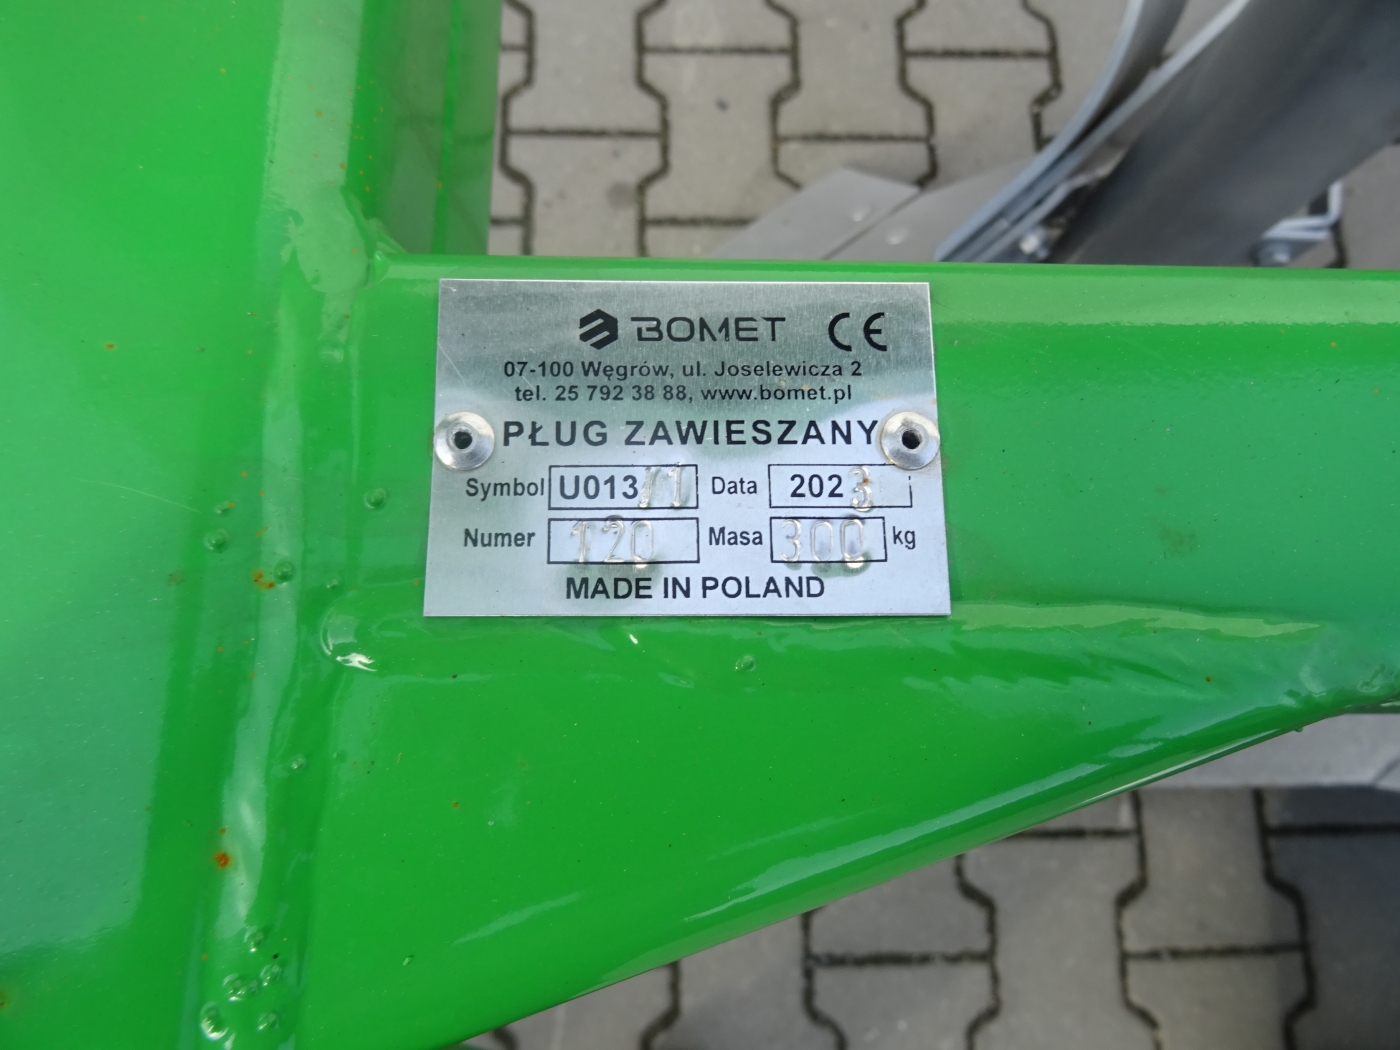 BOMET CE
07-100 Węgrów, ul. Joselewicza 2
tel. 25 792 38 88, www.bomet.pl
PŁUG ZAWIESZANY
Symbol U013/1 Data 2023
Numer 120 Masa 300 kg
MADE IN POLAND